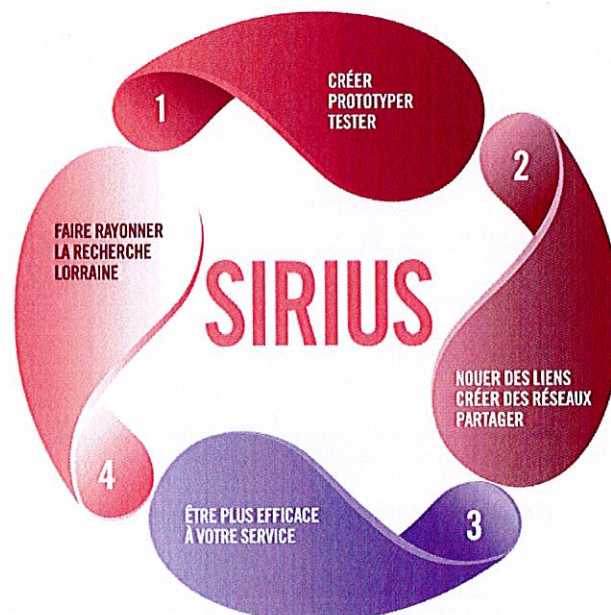 1
CRÉER
PROTOTYPER
TESTER
2
NOUER DES LIENS
CRÉER DES RÉSEAUX
PARTAGER
3
ÊTRE PLUS EFFICACE
À VOTRE SERVICE
4
FAIRE RAYONNER
LA RECHERCHE
LORRAINE
SIRIUS